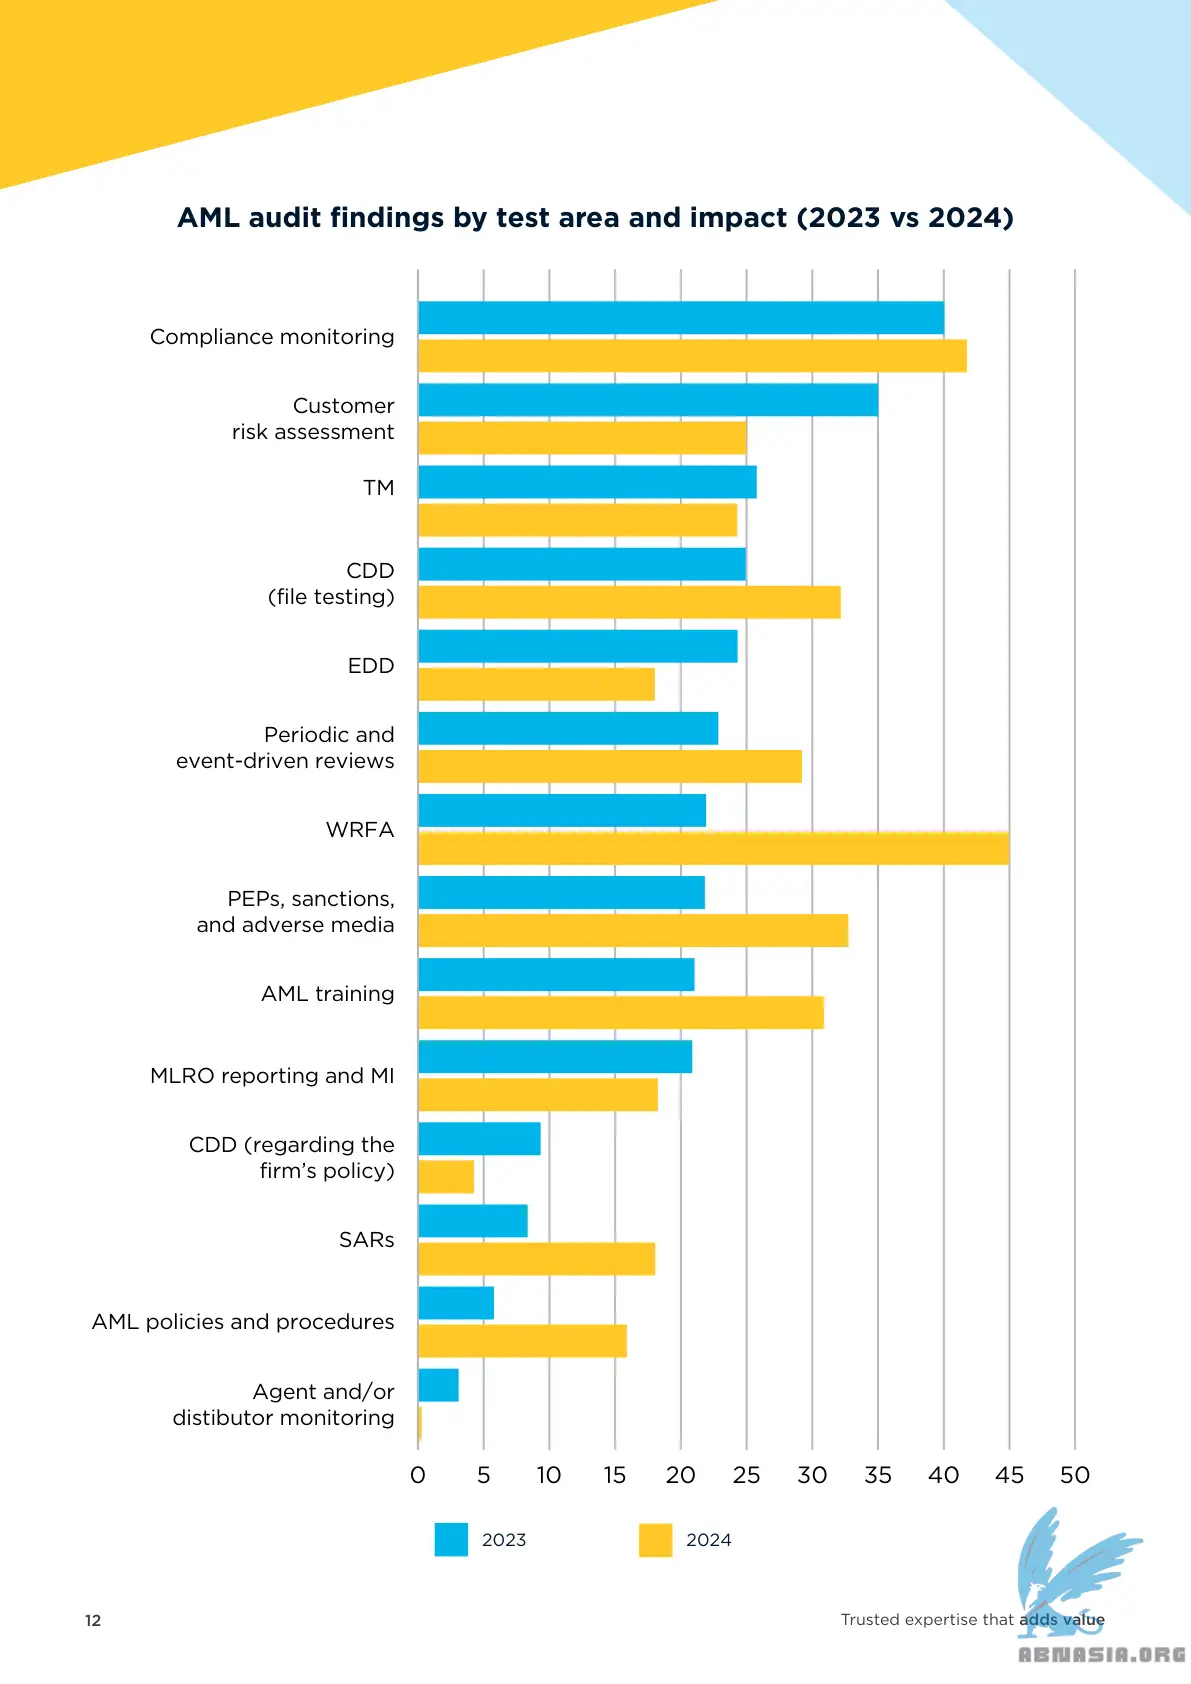 AML audit findings by test area and impact (2023 vs 2024)
Compliance monitoring
Customer
risk assessment
TM
CDD
(file testing)
EDD
Periodic and
event-driven reviews
WRFA
PEPs, sanctions,
and adverse media
AML training
MLRO reporting and MI
CDD (regarding the
firm’s policy)
SARs
AML policies and procedures
Agent and/or
distibutor monitoring
0 5 10 15 20 25 30 35 40 45 50
2023 2024
12
Trusted expertise that adds value
ABNASIA.ORG